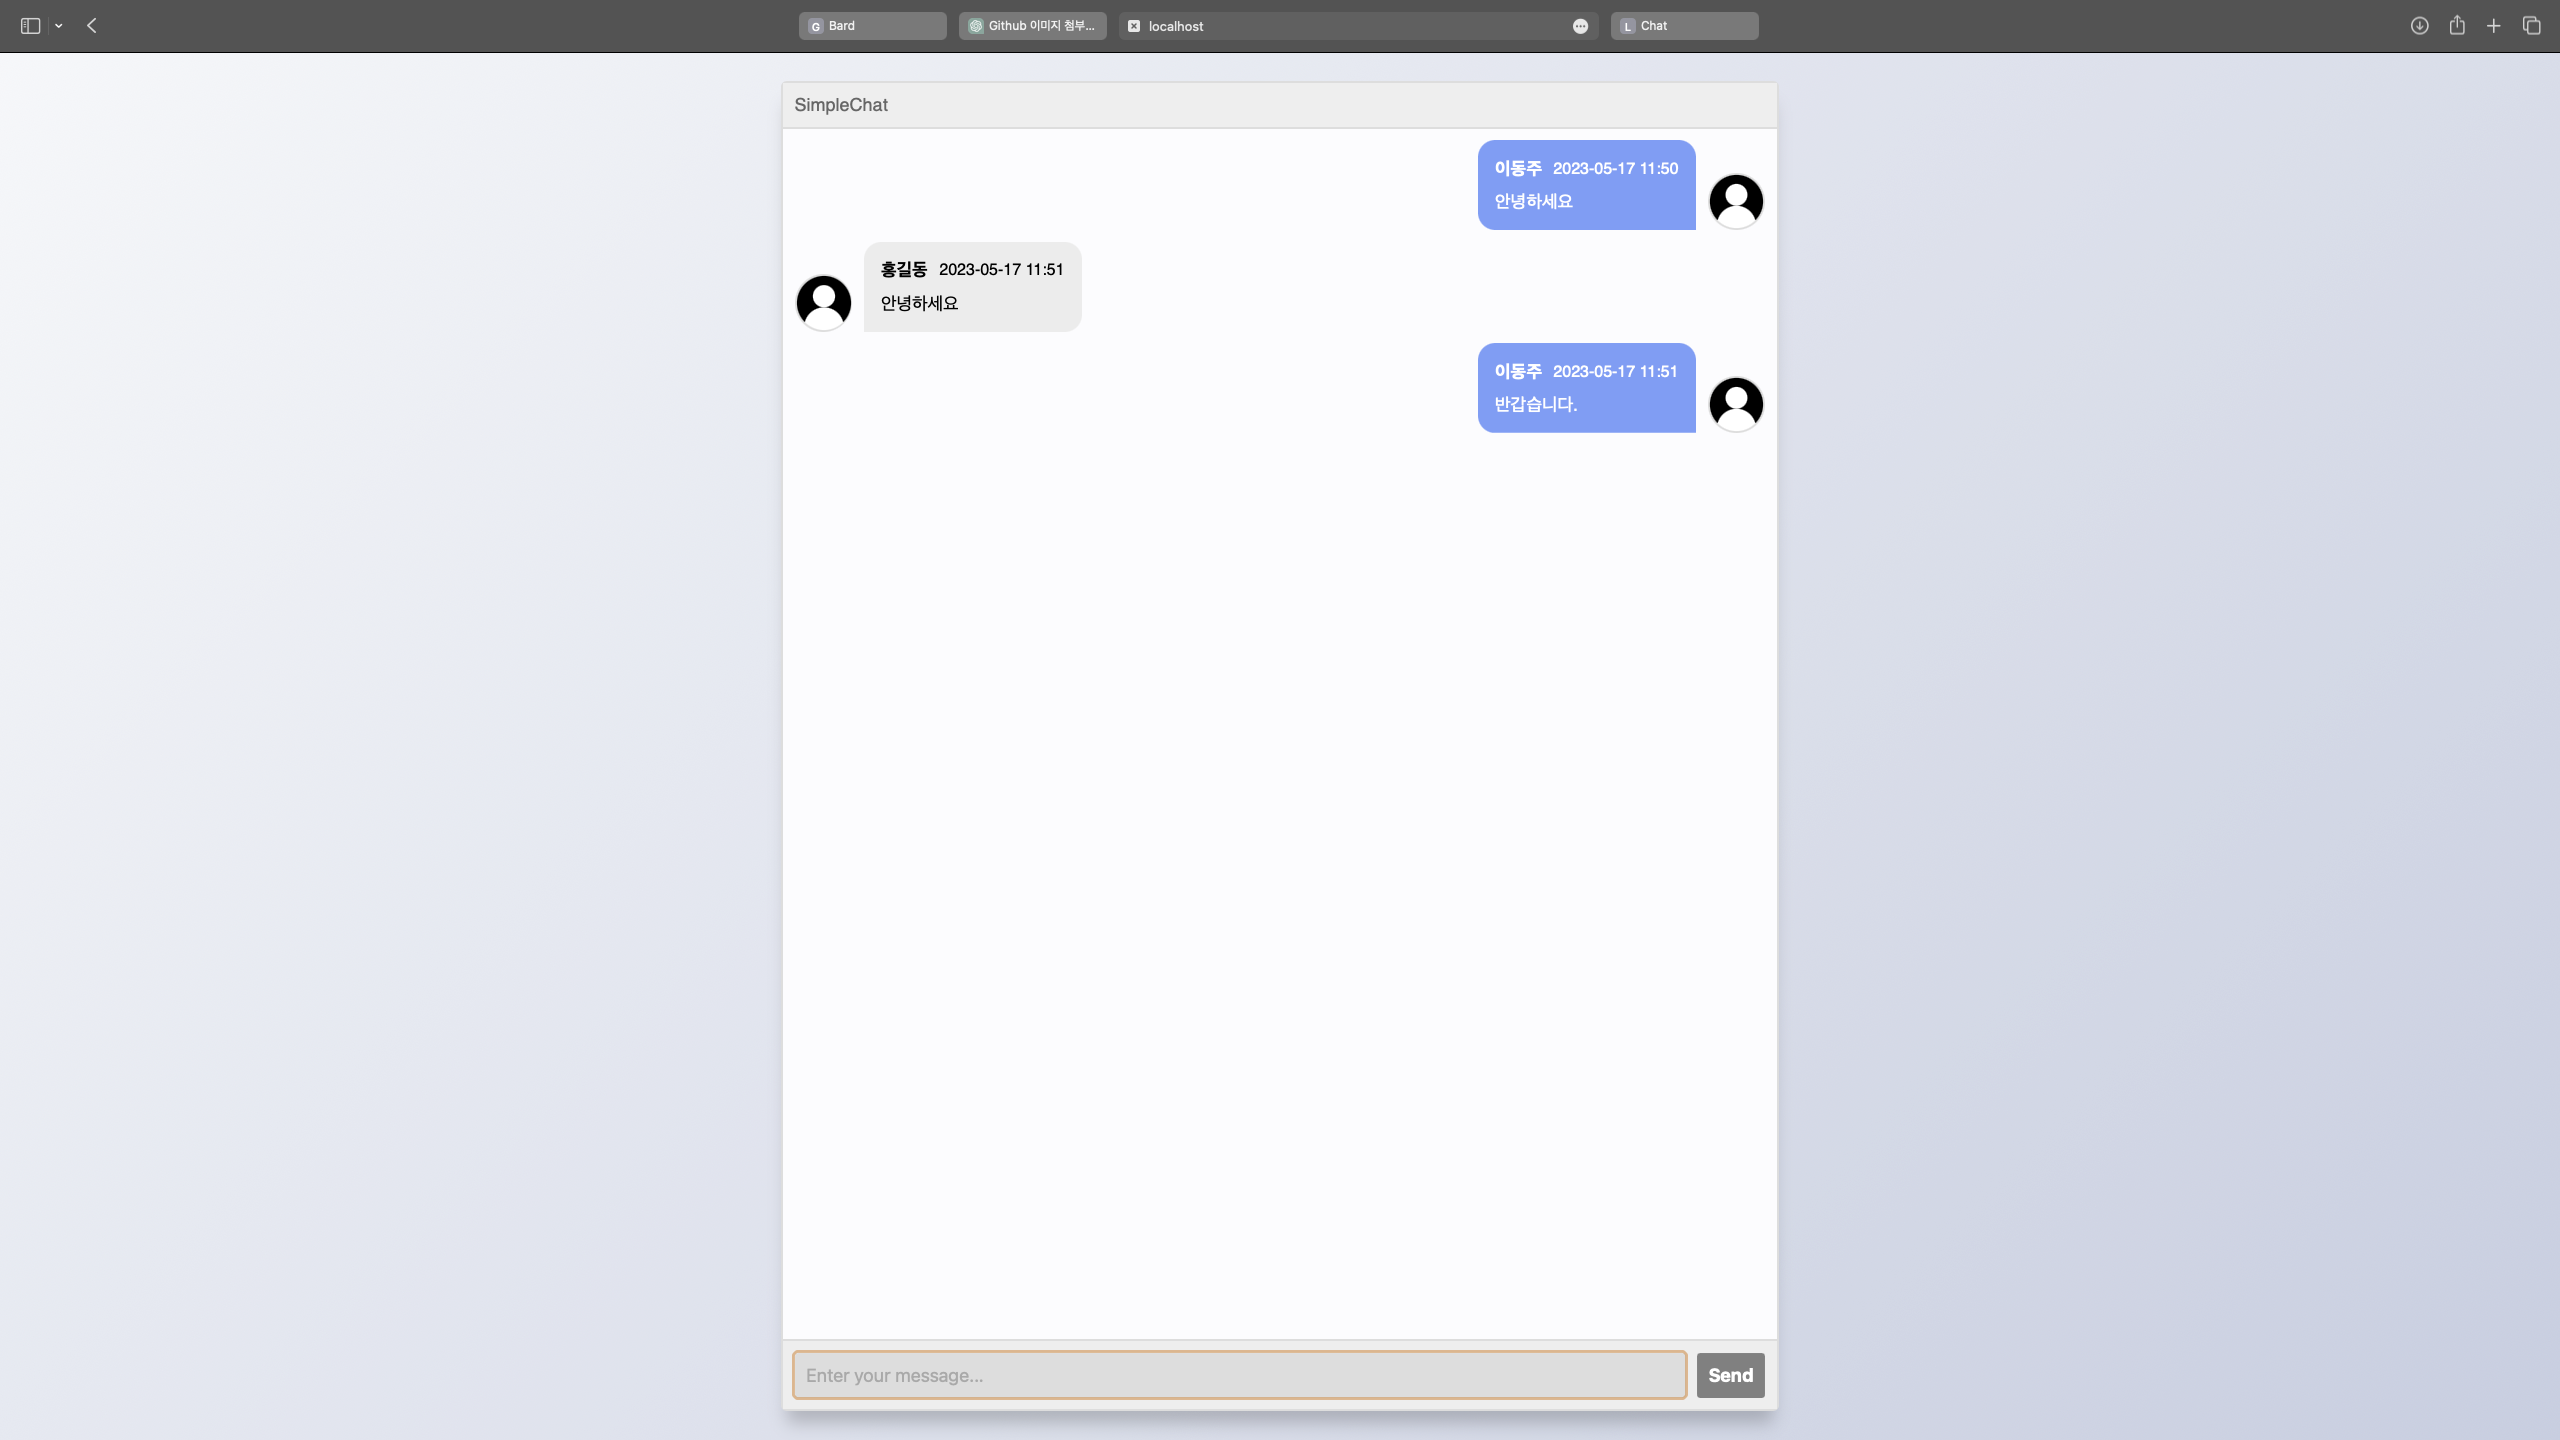 Bard
Github 이미지 첨부...
localhost
Chat
SimpleChat
이동주 2023-05-17 11:50
안녕하세요
홍길동 2023-05-17 11:51
안녕하세요
이동주 2023-05-17 11:51
반갑습니다.
Enter your message...
Send